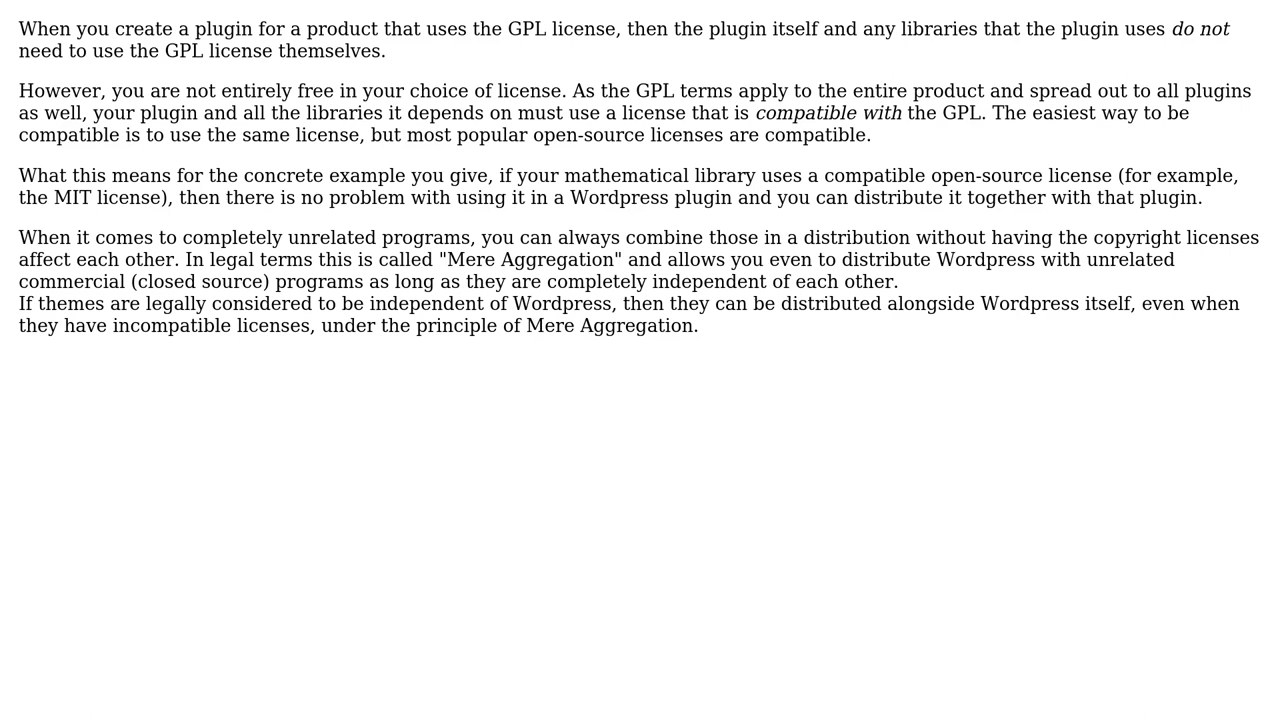 When you create a plugin for a product that uses the GPL license, then the plugin itself and any libraries that the plugin uses do not
need to use the GPL license themselves.
However, you are not entirely free in your choice of license. As the GPL terms apply to the entire product and spread out to all plugins
as well, your plugin and all the libraries it depends on must use a license that is compatible with the GPL. The easiest way to be
compatible is to use the same license, but most popular open-source licenses are compatible.
What this means for the concrete example you give, if your mathematical library uses a compatible open-source license (for example,
the MIT license), then there is no problem with using it in a Wordpress plugin and you can distribute it together with that plugin.
When it comes to completely unrelated programs, you can always combine those in a distribution without having the copyright licenses
affect each other. In legal terms this is called "Mere Aggregation" and allows you even to distribute Wordpress with unrelated
commercial (closed source) programs as long as they are completely independent of each other.
If themes are legally considered to be independent of Wordpress, then they can be distributed alongside Wordpress itself, even when
they have incompatible licenses, under the principle of Mere Aggregation.